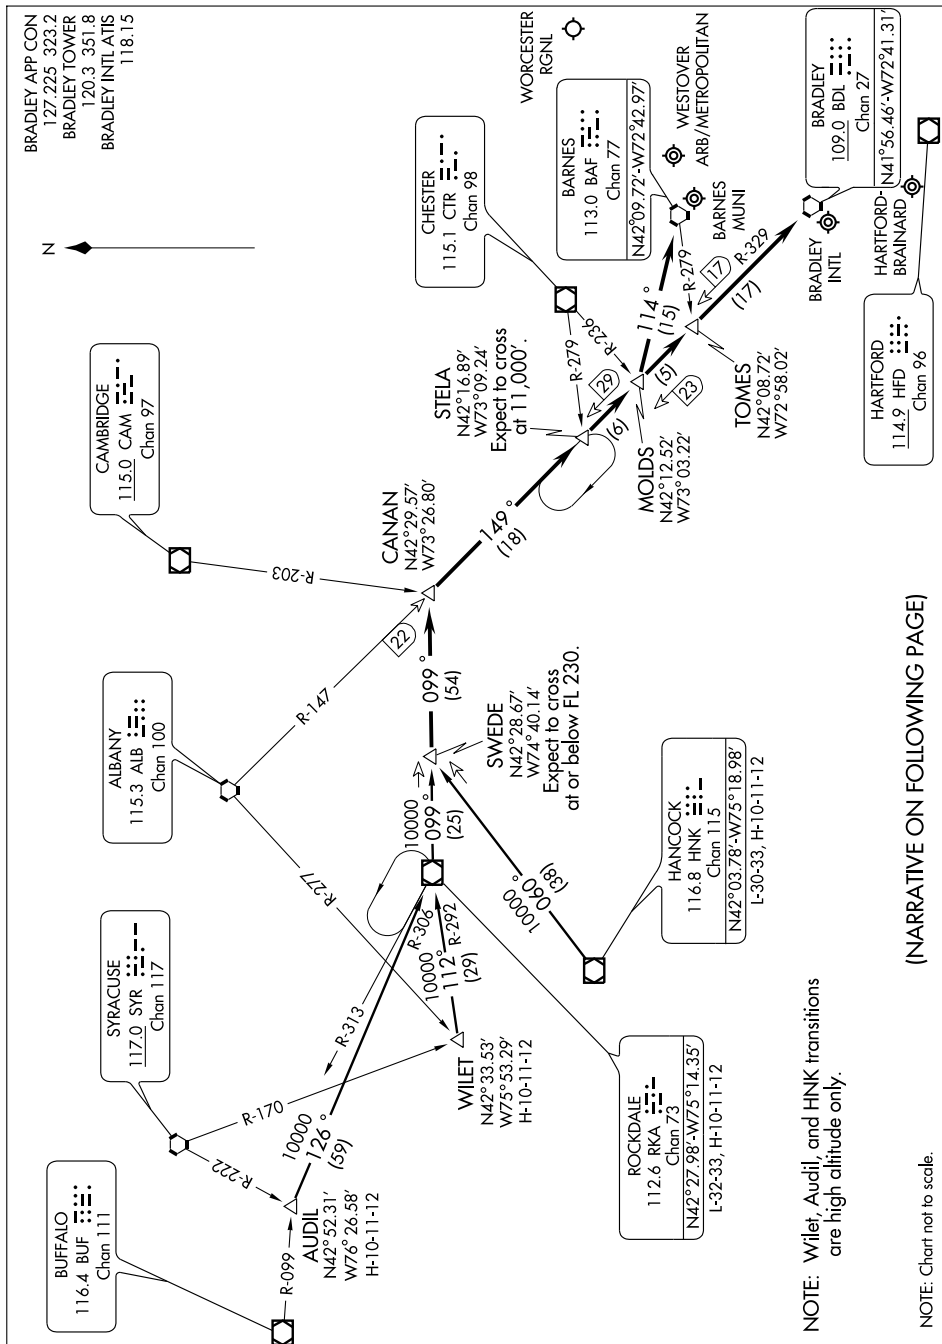 BRADLEY APP CON
127.225 323.2
BRADLEY TOWER
120.3 351.8
BRADLEY INTL ATIS
118.15
N
BUFFALO
116.4 BUF
Chan 111
SYRACUSE
117.0 SYR
Chan 117
ALBANY
115.3 ALB
Chan 100
CAMBRIDGE
115.0 CAM
Chan 97
CHESTER
115.1 CTR
Chan 98
WORCESTER
RGNL
BARNES
113.0 BAF
Chan 77
N42°09.72'-W72°42.97'
WESTOVER
ARB/METROPOLITAN
BARNES
MUNI
BRADLEY
109.0 BDL
Chan 27
N41°56.46'-W72°41.31'
BRADLEY
INTL
HARTFORD-
BRAINARD
HARTFORD
114.9 HFD
Chan 96
R-099
R-222
R-170
R-277
R-147
22
R-203
AUDIL
N42°52.31'
W76°26.58'
H-10-11-12
10000
126°
(59)
R-313
R-306
WILET
N42°33.53'
W75°53.29'
H-10-11-12
10000
112°
(29)
R-292
10000
099°
(25)
SWEDE
N42°28.67'
W74°40.14'
Expect to cross
at or below FL 230.
10000
060°
(38)
099°
(54)
CANAN
N42°29.57'
W73°26.80'
149°
(18)
STELA
N42°16.89'
W73°09.24'
Expect to cross
at 11,000'.
R-279
R-236
29
(6)
MOLDS
N42°12.52'
W73°03.22'
23
(5)
114°
(15)
R-279
TOMES
N42°08.72'
W72°58.02'
17
(17)
R-329
ROCKDALE
112.6 RKA
Chan 73
N42°27.98'-W75°14.35'
L-32-33, H-10-11-12
HANCOCK
116.8 HNK
Chan 115
N42°03.78'-W75°18.98'
L-30-33, H-10-11-12
NOTE: Wilet, Audil, and HNK transitions
are high altitude only.
(NARRATIVE ON FOLLOWING PAGE)
NOTE: Chart not to scale.